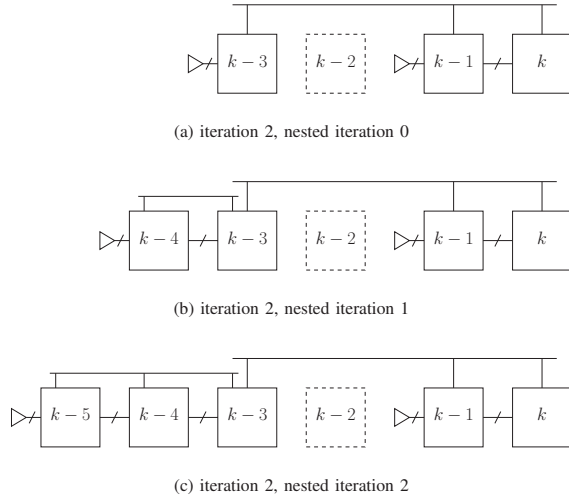 k − 3 k − 2 k − 1 k
(a) iteration 2, nested iteration 0
k − 4 k − 3 k − 2 k − 1 k
(b) iteration 2, nested iteration 1
k − 5 k − 4 k − 3 k − 2 k − 1 k
(c) iteration 2, nested iteration 2